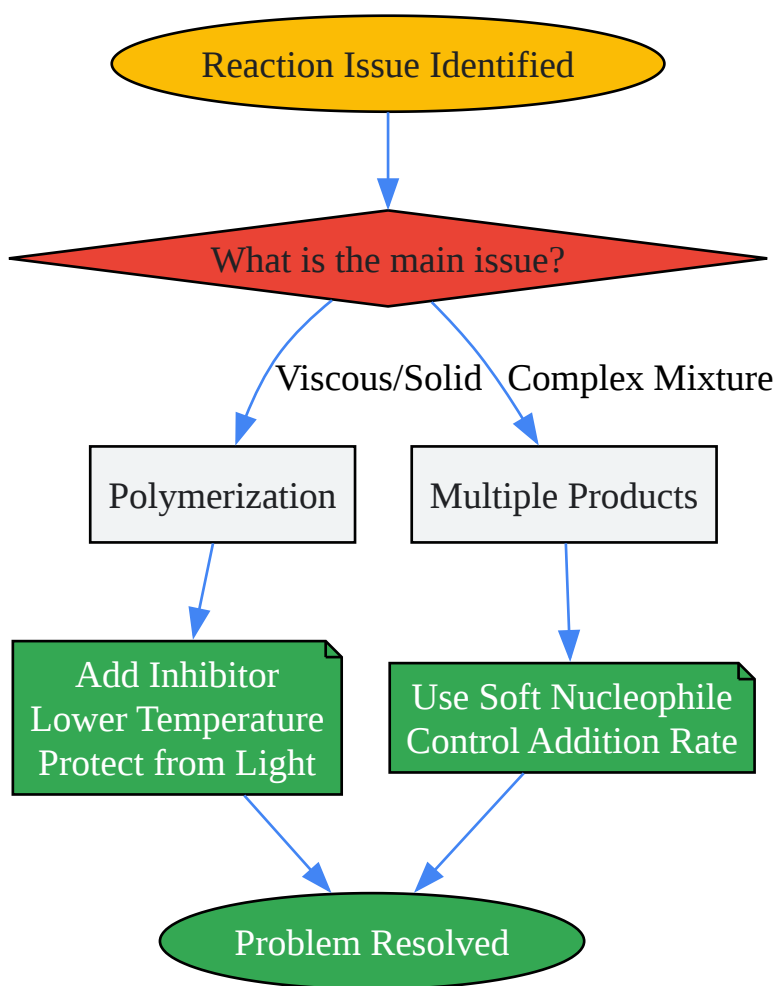 Reaction Issue Identified
What is the main issue?
Viscous/Solid
Complex Mixture
Polymerization
Multiple Products
Add Inhibitor
Lower Temperature
Protect from Light
Use Soft Nucleophile
Control Addition Rate
Problem Resolved